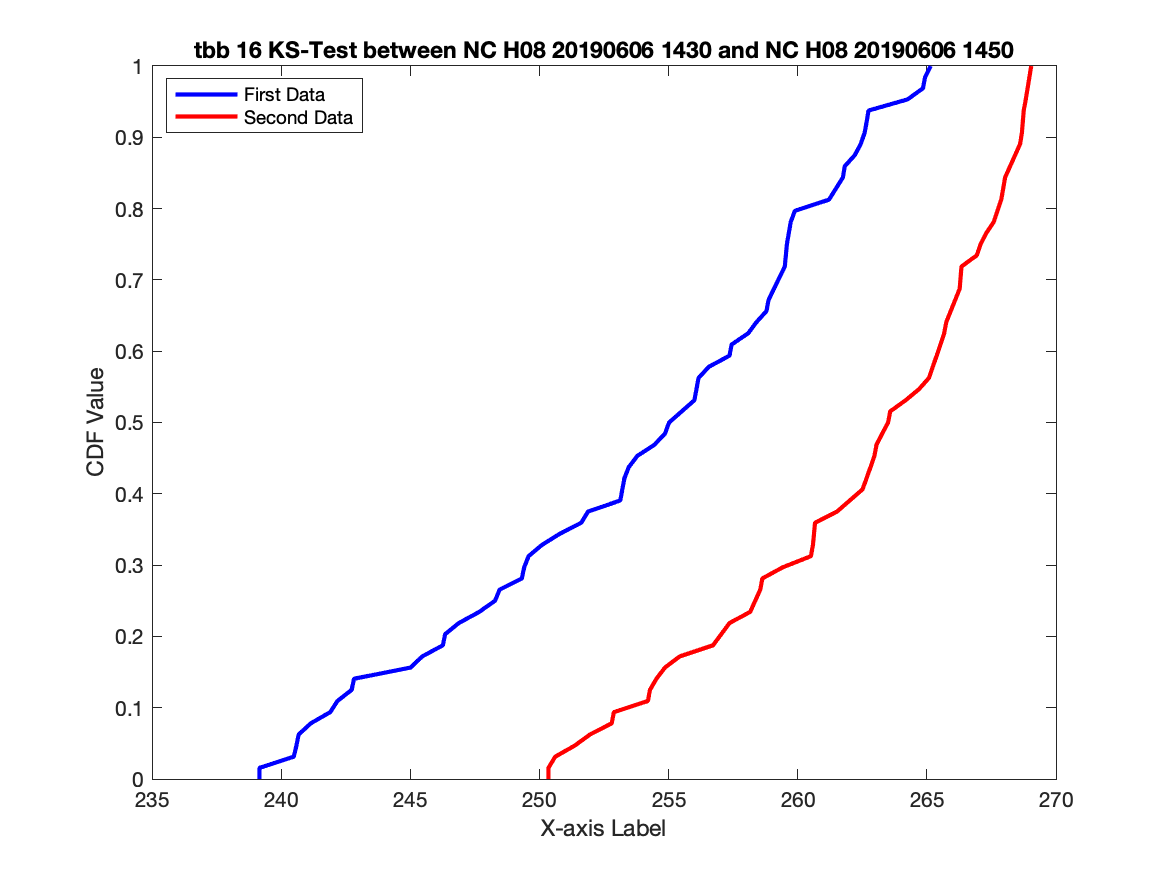 tbb 16 KS-Test between NC H08 20190606 1430 and NC H08 20190606 1450
First Data
Second Data
1
0.9
0.8
0.7
0.6
0.5
0.4
0.3
0.2
0.1
0
CDF Value
235 240 245 250 255 260 265 270
X-axis Label